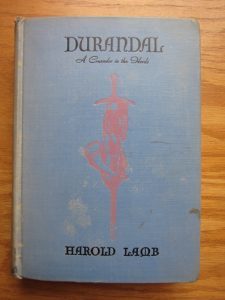 DURANDAL
A Crusader in the Horde
HAROLD LAMB